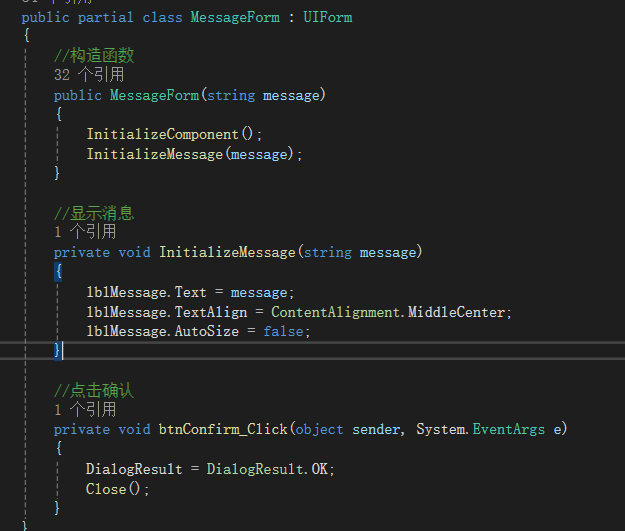 public partial class MessageForm : UIForm
{
//构造函数
32 个引用
public MessageForm(string message)
{
InitializeComponent();
InitializeMessage(message);
}
//显示消息
1 个引用
private void InitializeMessage(string message)
{
lblMessage.Text = message;
lblMessage.TextAlign = ContentAlignment.MiddleCenter;
lblMessage.AutoSize = false;
}
//点击确认
1 个引用
private void btnConfirm_Click(object sender, System.EventArgs e)
{
DialogResult = DialogResult.OK;
Close();
}
}